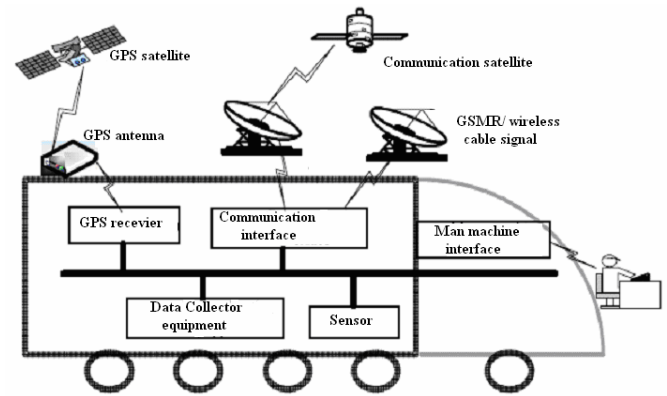 GPS satellite
Communication satellite
GPS antenna
GSMR/ wireless
cable signal
GPS recevier
Communication
interface
Man machine
interface
Data Collector
equipment
Sensor